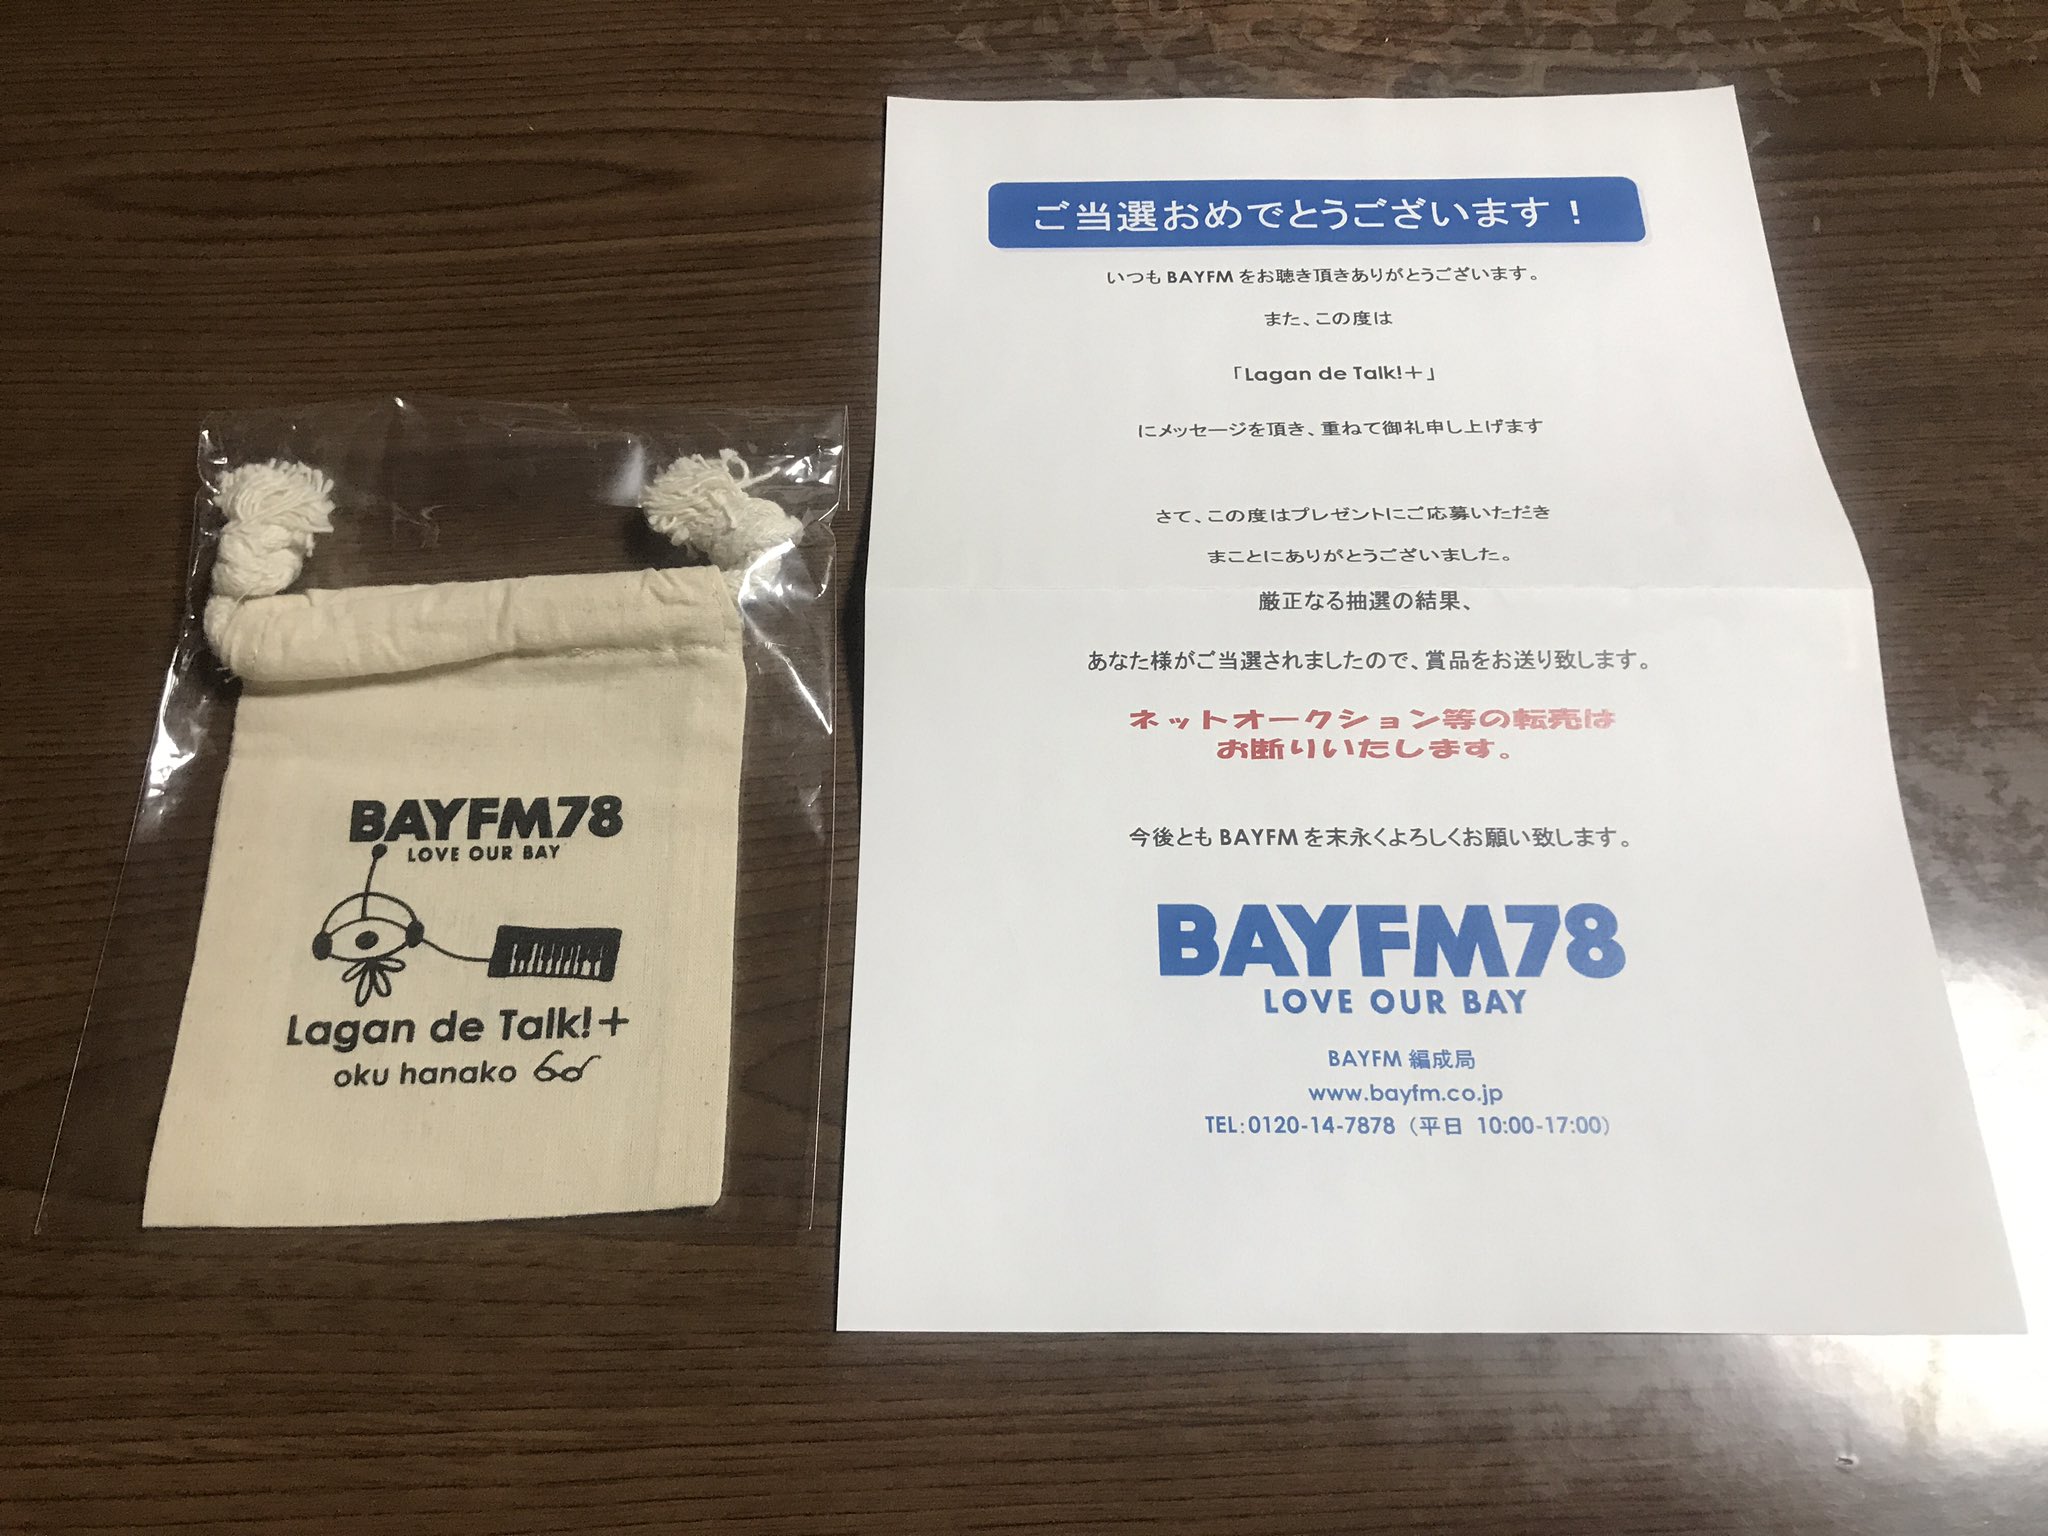 BAYFM78
LOVE OUR BAY
Lagan de Talk!+
oku hanako
ご当選おめでとうございます！
いつもBAYFMをお聴き頂きありがとうございます。
また、この度は
「Lagan de Talk!＋」
にメッセージを頂き、重ねて御礼申し上げます
さて、この度はプレゼントにご応募いただき
まことにありがとうございました。
厳正なる抽選の結果、
あなた様がご当選されましたので、賞品をお送り致します。
ネットオークション等の転売は
お断りいたします。
今後ともBAYFMを末永くよろしくお願い致します。
BAYFM78
LOVE OUR BAY
BAYFM 編成局
www.bayfm.co.jp
TEL：0120-14-7878（平日 10:00-17:00）